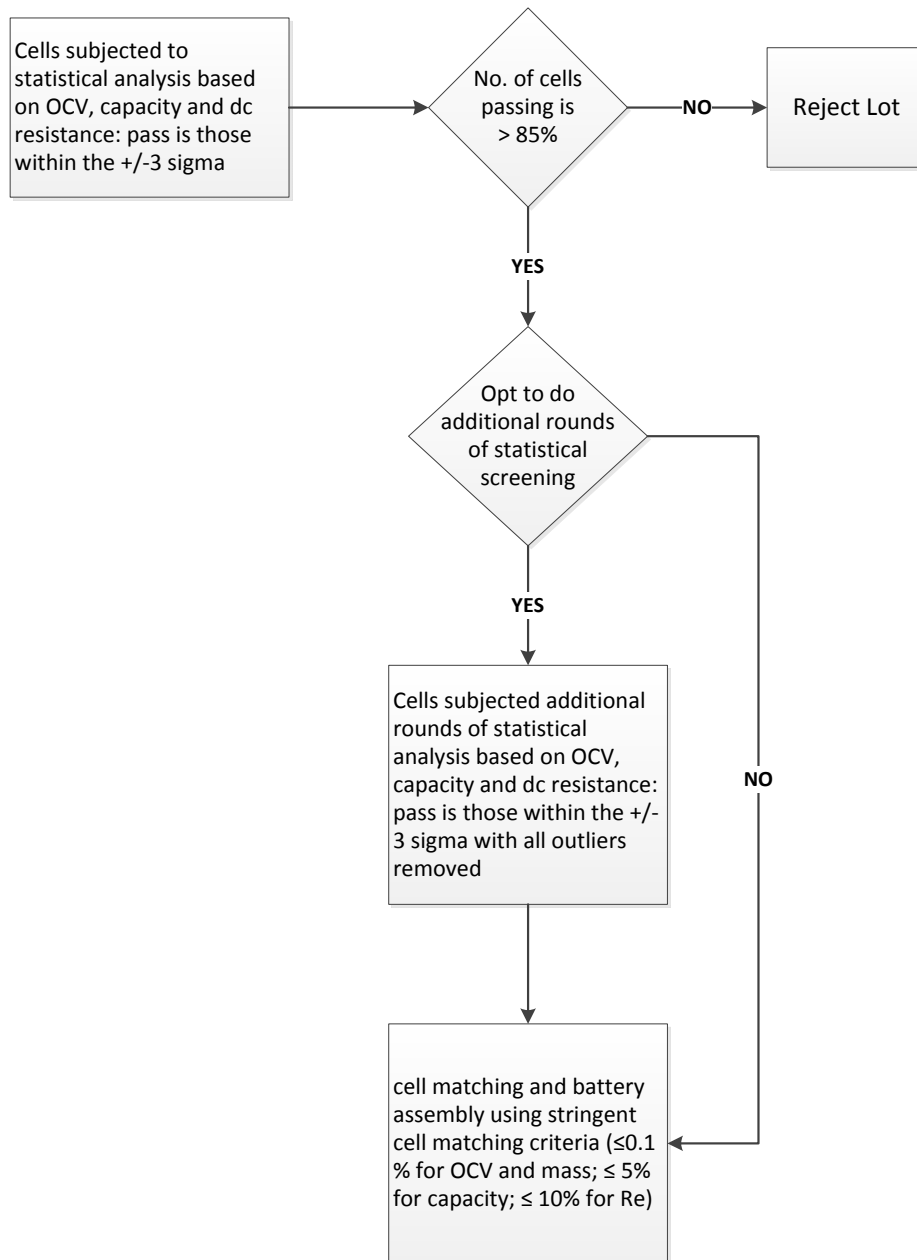 Cells subjected to
statistical analysis based
on OCV, capacity and dc
resistance: pass is those
within the +/-3 sigma
No. of cells
passing is
> 85%
NO
Reject Lot
YES
Opt to do
additional rounds
of statistical
screening
YES
NO
Cells subjected additional
rounds of statistical
analysis based on OCV,
capacity and dc resistance:
pass is those within the +/-
3 sigma with all outliers
removed
cell matching and battery
assembly using stringent
cell matching criteria (≤0.1
% for OCV and mass; ≤ 5%
for capacity; ≤ 10% for Re)